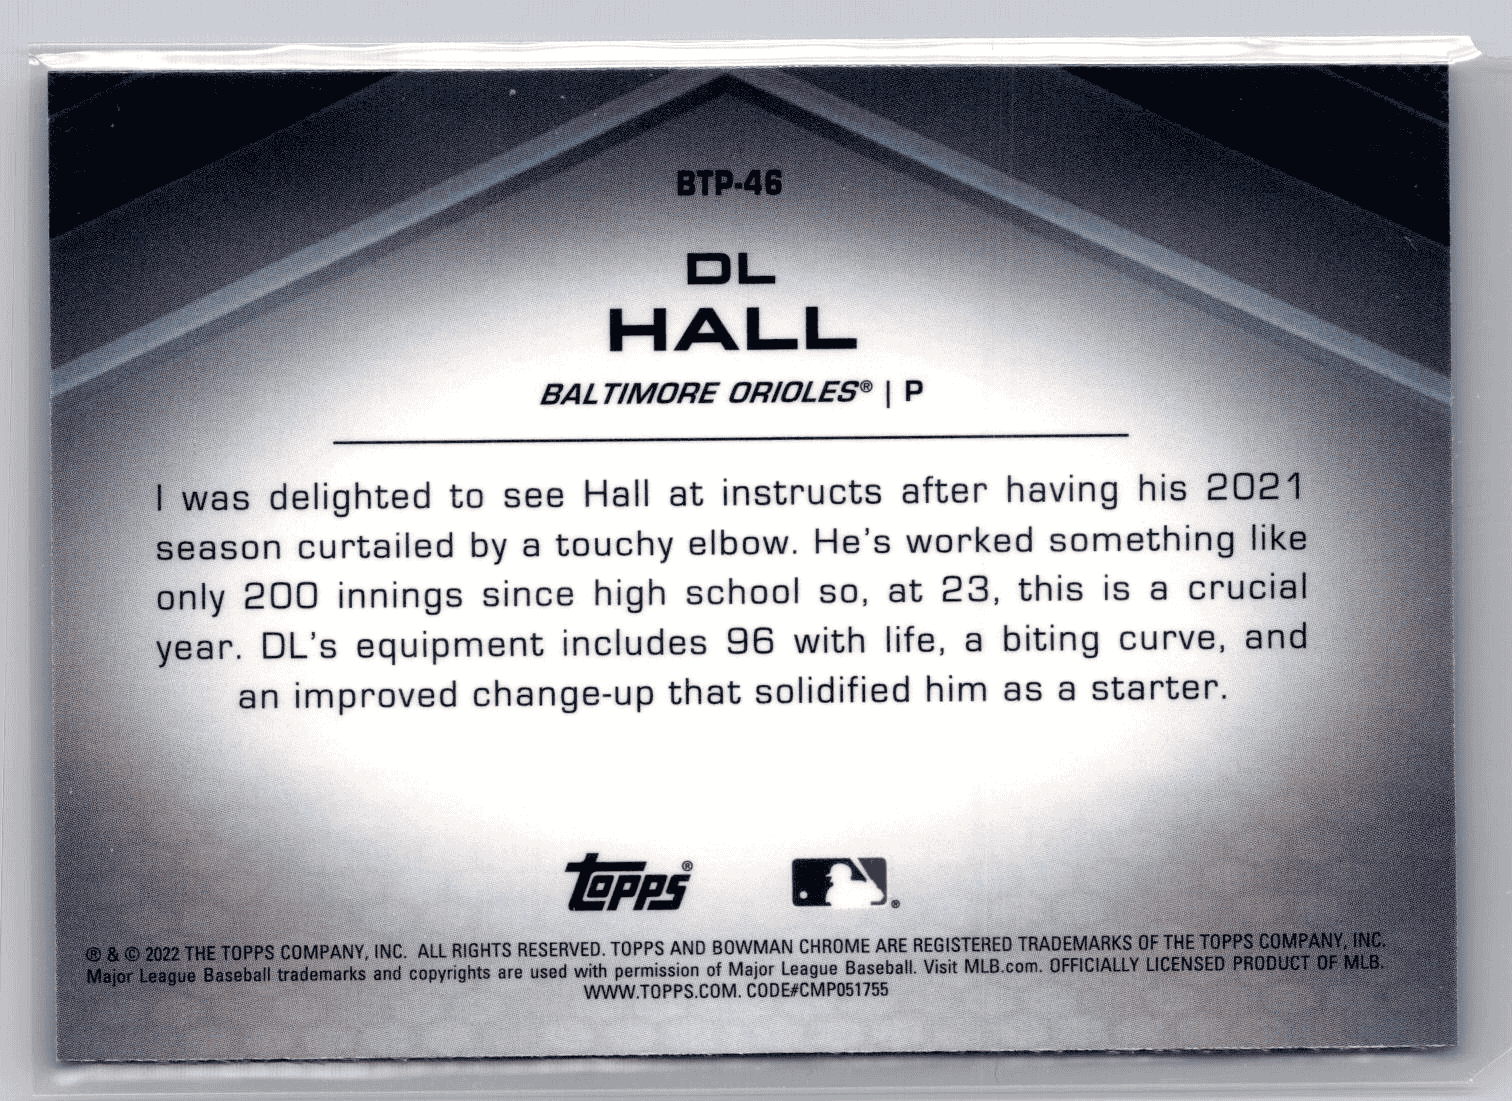 BTP-46
DL
HALL
BALTIMORE ORIOLES® | P
I was delighted to see Hall at instructs after having his 2021
season curtailed by a touchy elbow. He's worked something like
only 200 innings since high school so, at 23, this is a crucial
year. DL's equipment includes 96 with life, a biting curve, and
an improved change-up that solidified him as a starter.
Topps®
®
® & © 2022 THE TOPPS COMPANY, INC. ALL RIGHTS RESERVED. TOPPS AND BOWMAN CHROME ARE REGISTERED TRADEMARKS OF THE TOPPS COMPANY, INC.
Major League Baseball trademarks and copyrights are used with permission of Major League Baseball. Visit MLB.com. OFFICIALLY LICENSED PRODUCT OF MLB.
WWW.TOPPS.COM. CODE#CMP051755